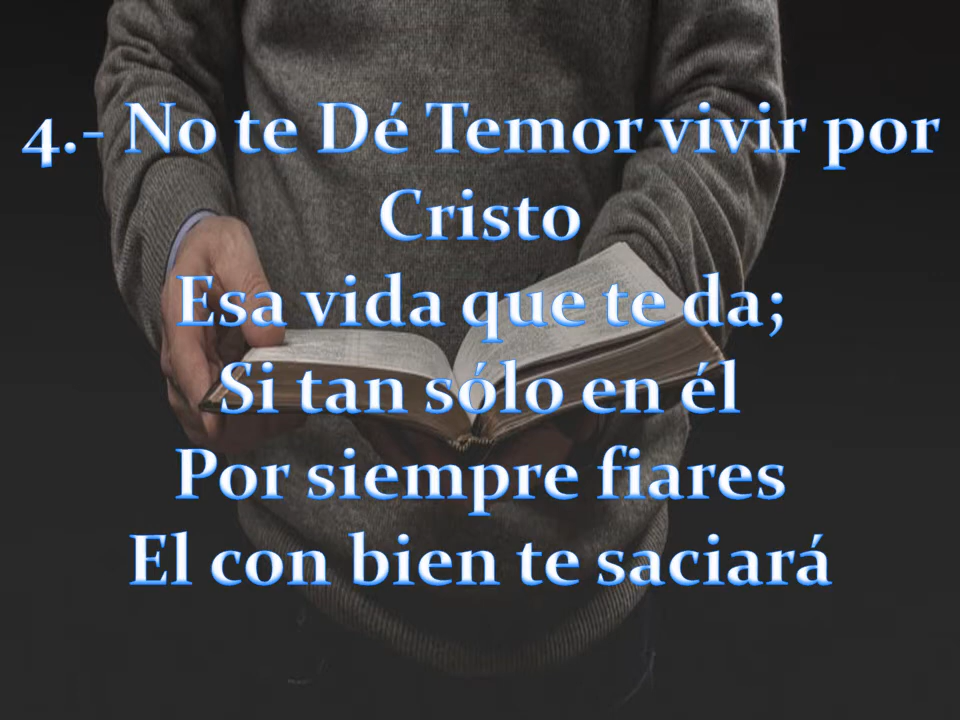 4.- No te Dé Temor vivir por
Cristo
Esa vida que te da;
Si tan sólo en él
Por siempre fiares
El con bien te saciará